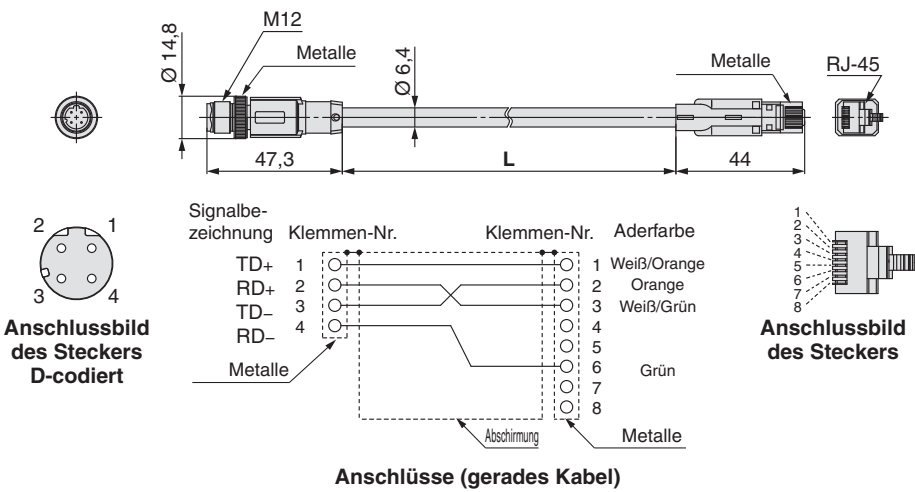 M12
Ø 14,8
Metalle
Ø 6,4
Metalle
RJ-45
47,3
L
44
2 1
3 4
Anschlussbild
des Steckers
D-codiert
Signalbe-
zeichnung
Klemmen-Nr.
Klemmen-Nr.
Aderfarbe
TD+ 1
RD+ 2
TD– 3
RD– 4
1 Weiß/Orange
2 Orange
3 Weiß/Grün
4
5
6 Grün
7
8
Metalle
Abschirmung
Metalle
1
2
3
4
5
6
7
8
Anschlussbild
des Steckers
Anschlüsse (gerades Kabel)